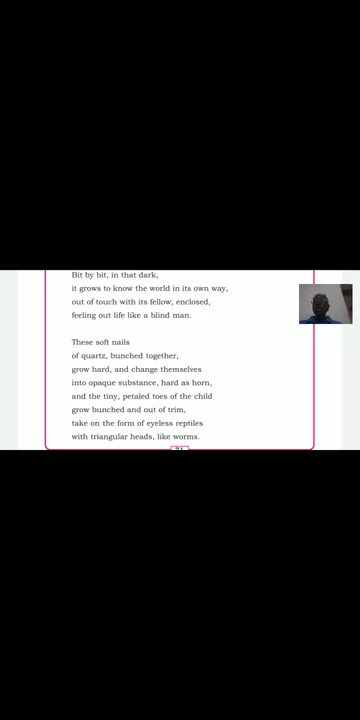 Bit by bit, in that dark,
it grows to know the world in its own way,
out of touch with its fellow, enclosed,
feeling out life like a blind man.
These soft nails
of quartz, bunched together,
grow hard, and change themselves
into opaque substance, hard as horn,
and the tiny, petaled toes of the child
grow bunched and out of trim,
take on the form of eyeless reptiles
with triangular heads, like worms.